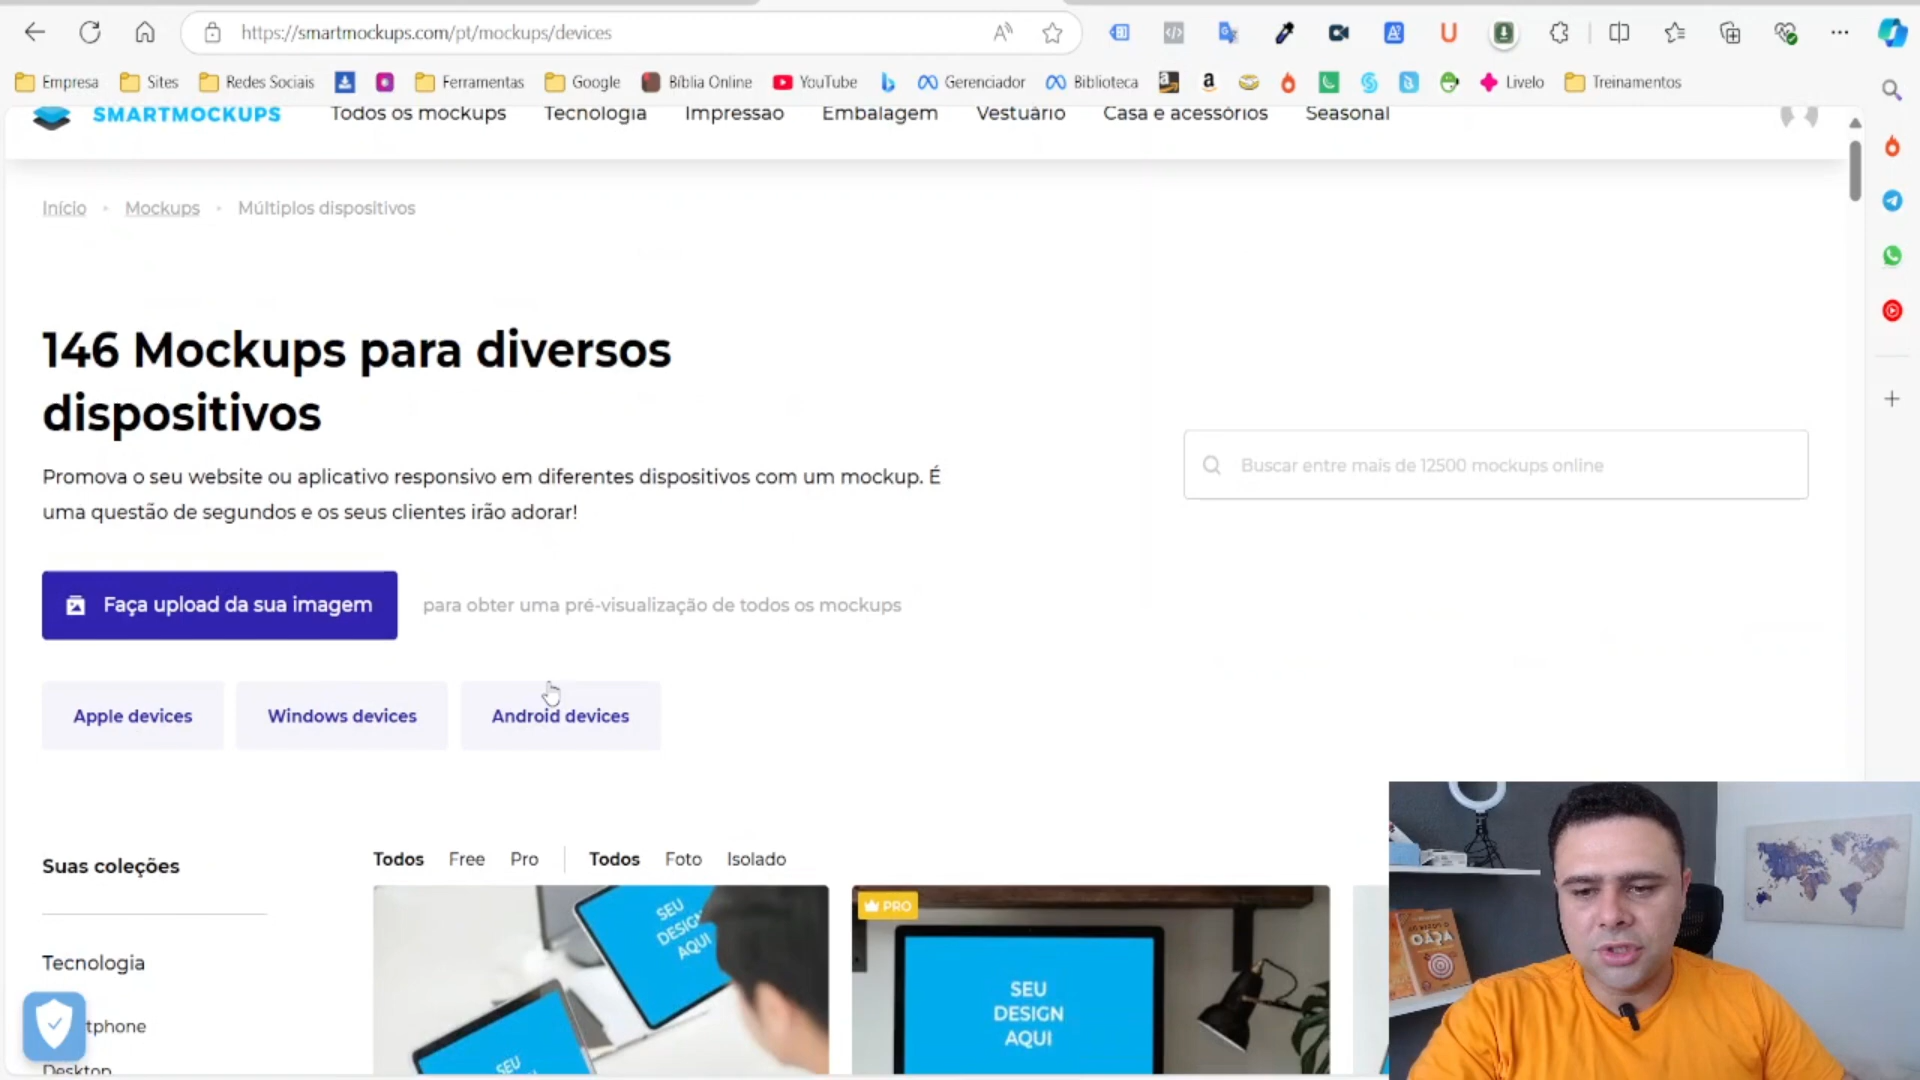 https://smartmockups.com/pt/mockups/devices
Empresa Sites Redes Sociais Ferramentas Google Bíblia Online YouTube Gerenciador Biblioteca Livelo Treinamentos
SMARTMOCKUPS Todos os mockups Tecnologia Impressão Embalagem Vestuário Casa e acessórios Seasonal
Início Mockups Múltiplos dispositivos
146 Mockups para diversos
dispositivos
Buscar entre mais de 12500 mockups online
Promova o seu website ou aplicativo responsivo em diferentes dispositivos com um mockup. É
uma questão de segundos e os seus clientes irão adorar!
Faça upload da sua imagem para obter uma pré-visualização de todos os mockups
Apple devices Windows devices Android devices
Suas coleções
Todos Free Pro Todos Foto Isolado
PRO
SEU
DESIGN
AQUI
SEU
DESIGN
AQUI
SEU
Tecnologia
tphone
Desktop
CAÇA